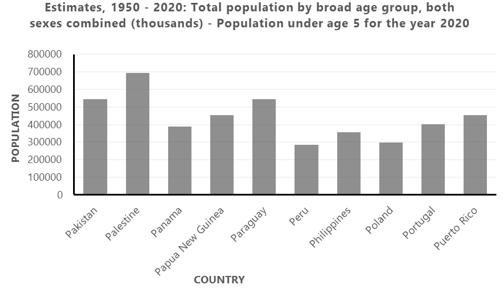 Estimates, 1950 - 2020: Total population by broad age group, both
sexes combined (thousands) - Population under age 5 for the year 2020
800000
700000
600000
500000
400000
300000
200000
100000
0
POPULATION
Pakistan
Palestine
Panama
Papua New Guinea
Paraguay
Peru
Philippines
Poland
Portugal
Puerto Rico
COUNTRY